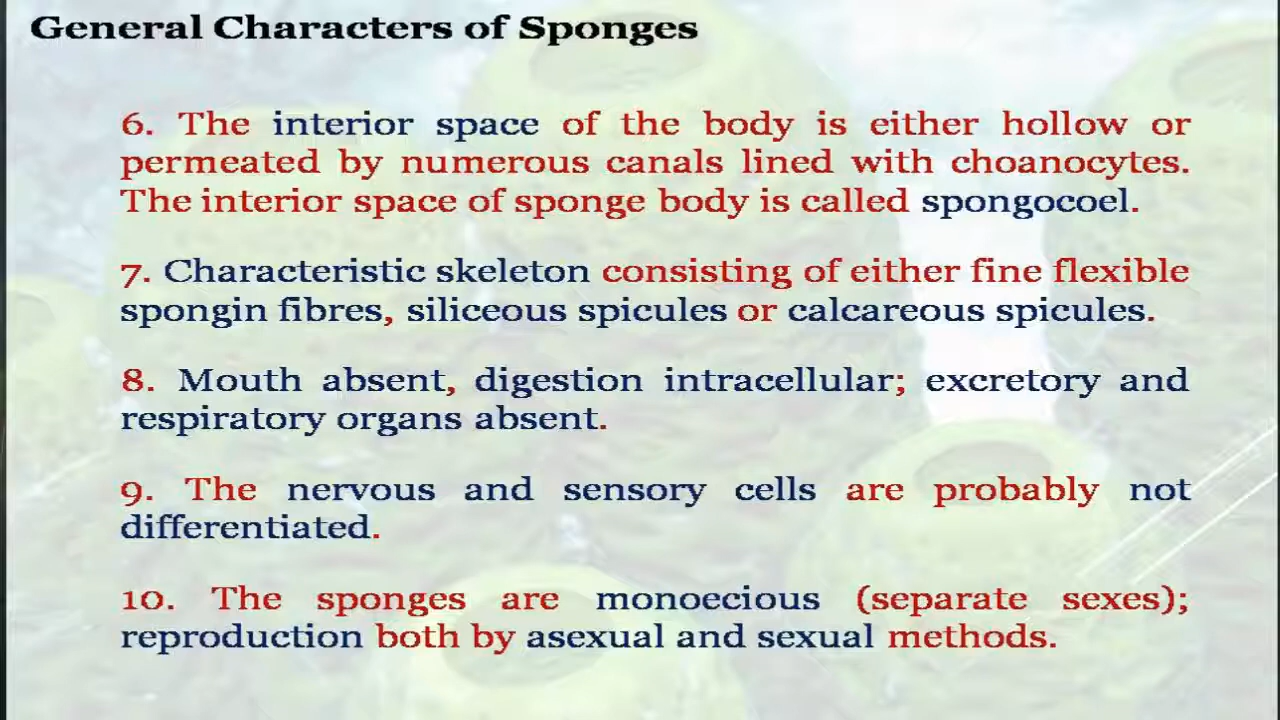 General Characters of Sponges
6. The interior space of the body is either hollow or
permeated by numerous canals lined with choanocytes.
The interior space of sponge body is called spongocoel.
7. Characteristic skeleton consisting of either fine flexible
spongin fibres, siliceous spicules or calcareous spicules.
8. Mouth absent, digestion intracellular; excretory and
respiratory organs absent.
9. The nervous and sensory cells are probably not
differentiated.
10. The sponges are monoecious (separate sexes);
reproduction both by asexual and sexual methods.